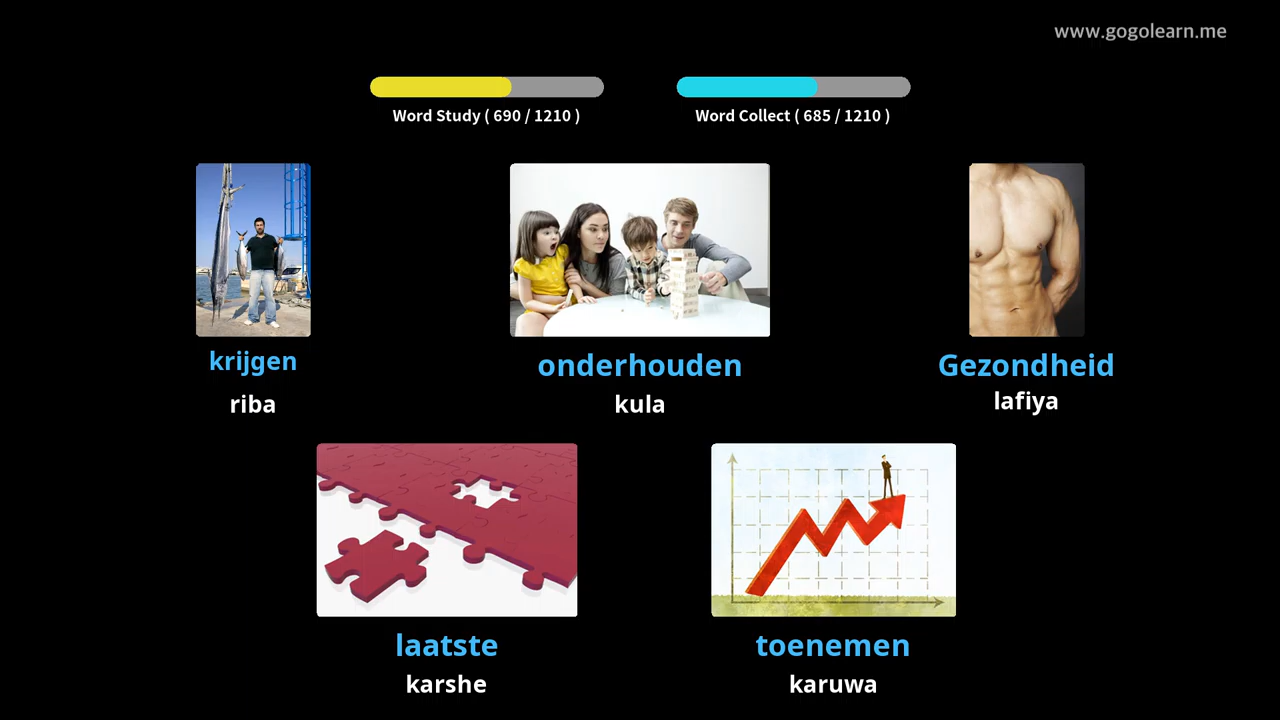 www.gogolearn.me
Word Study ( 690 / 1210 )
Word Collect ( 685 / 1210 )
krijgen
riba
onderhouden
kula
Gezondheid
lafiya
laatste
karshe
toenemen
karuwa